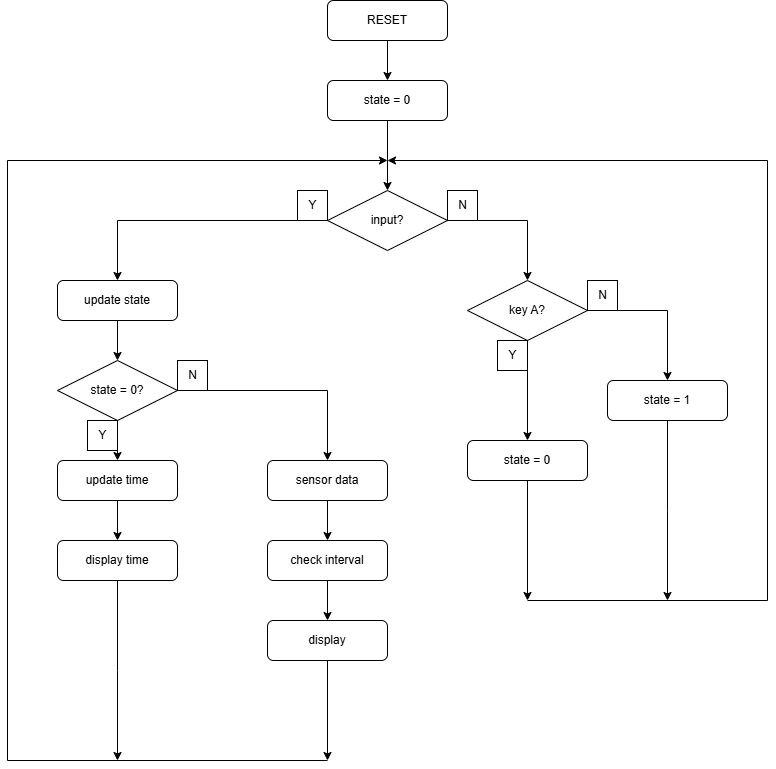 RESET
state = 0
Y
input?
N
update state
key A?
N
Y
state = 0?
N
Y
state = 1
state = 0
update time
sensor data
display time
check interval
display